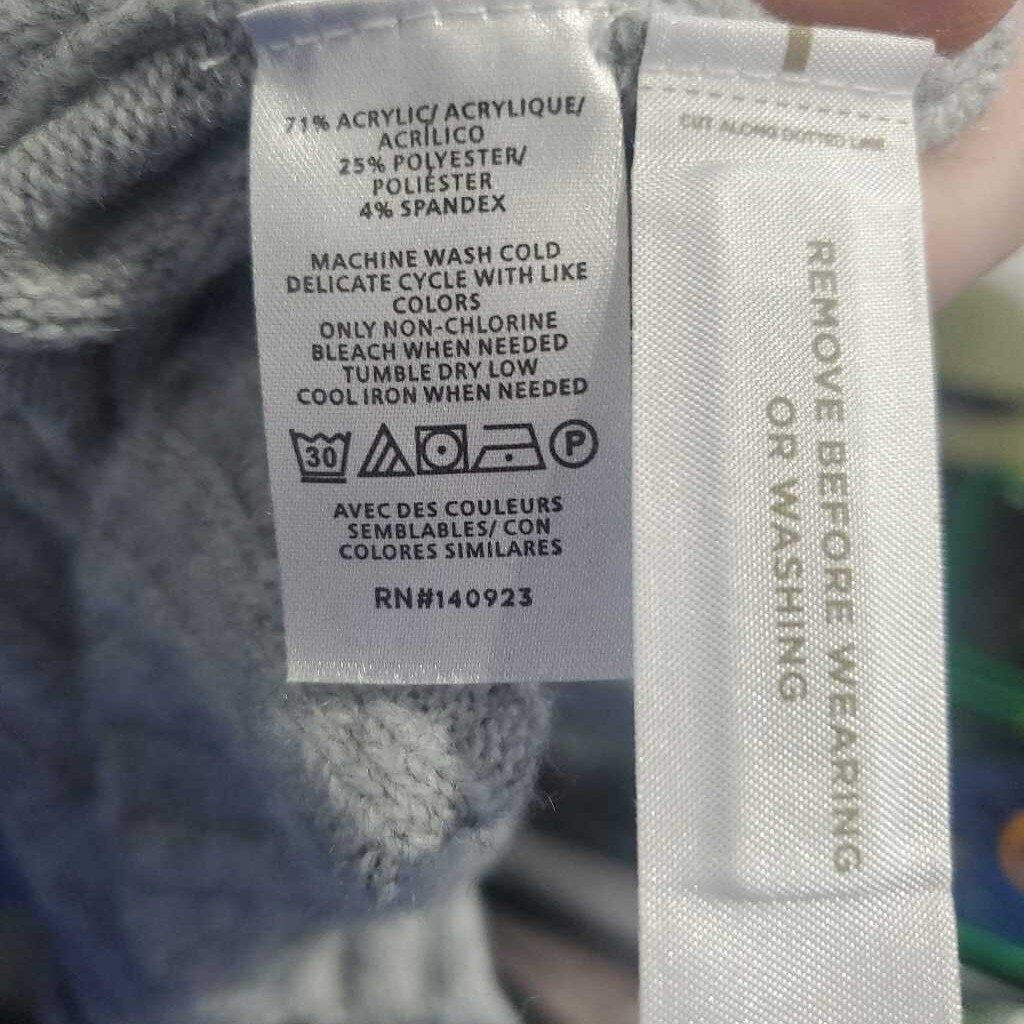 71% ACRYLIC/ ACRYLIQUE/
ACRÍLICO
25% POLYESTER/
POLIÉSTER
4% SPANDEX
MACHINE WASH COLD
DELICATE CYCLE WITH LIKE
COLORS
ONLY NON-CHLORINE
BLEACH WHEN NEEDED
TUMBLE DRY LOW
COOL IRON WHEN NEEDED
30
P
AVEC DES COULEURS
SEMBLABLES/ CON
COLORES SIMILARES
RN#140923
CUT ALONG DOTTED LINE
REMOVE BEFORE WEARING
OR WASHING